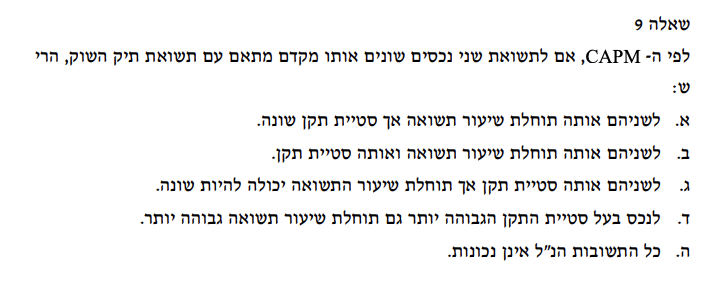 שאלה 9
לפי ה- CAPM, אם לתשואת שני נכסים שונים אותו מקדם מתאם עם תשואת תיק השוק, הרי
ש:
א. לשניהם אותה תוחלת שיעור תשואה אך סטיית תקן שונה.
ב. לשניהם אותה תוחלת שיעור תשואה ואותה סטיית תקן.
ג. לשניהם אותה סטיית תקן אך תוחלת שיעור התשואה יכולה להיות שונה.
ד. לנכס בעל סטיית התקן הגבוהה יותר גם תוחלת שיעור תשואה גבוהה יותר.
ה. כל התשובות הנ"ל אינן נכונות.